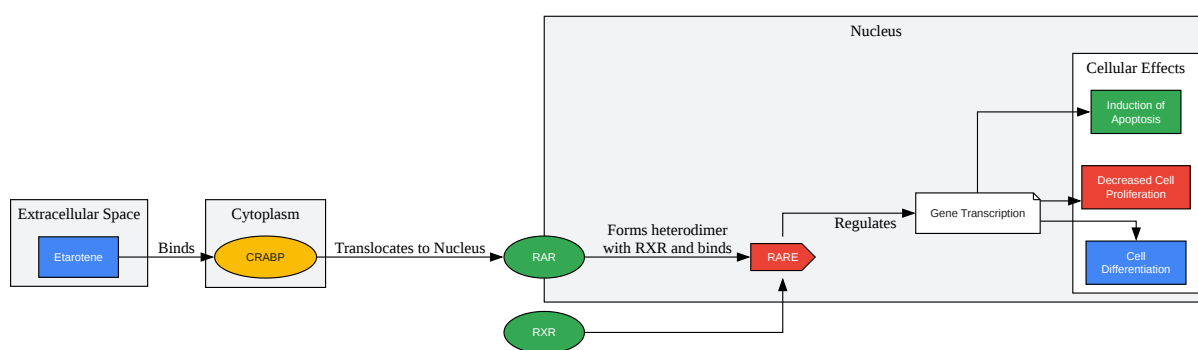 Nucleus
Cellular Effects
Induction of
Apoptosis
Decreased Cell
Proliferation
Extracellular Space
Cytoplasm
Gene Transcription
Regulates
Forms heterodimer
with RXR and binds
Binds
Translocates to Nucleus
Etarotene
CRABP
RAR
RARE
Cell
Differentiation
RXR